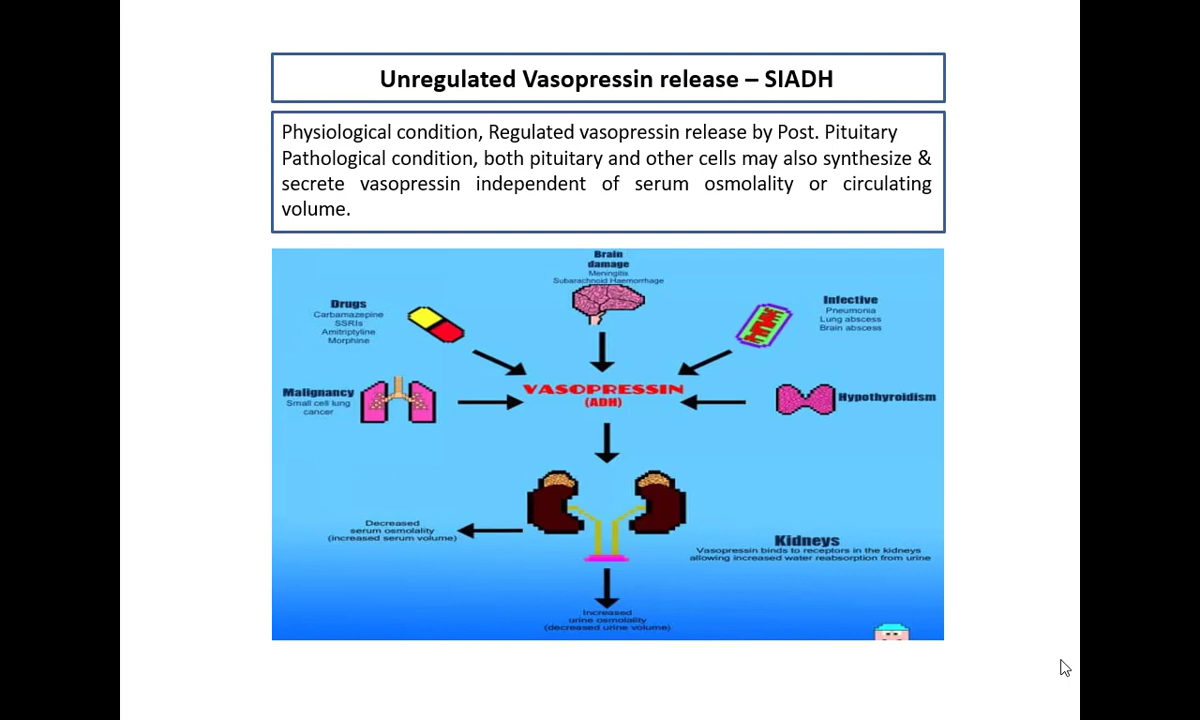 Unregulated Vasopressin release – SIADH
Physiological condition, Regulated vasopressin release by Post. Pituitary
Pathological condition, both pituitary and other cells may also synthesize &
secrete vasopressin independent of serum osmolality or circulating
volume.
Brain
damage
Meningitis
Subarachnoid Haemorrhage
Drugs
Carbamazepine
SSRIs
Amitriptyline
Morphine
Infective
Pneumonia
Lung abscess
Brain abscess
Malignancy
Small cell lung
cancer
VASOPRESSIN
(ADH)
Hypothyroidism
Decreased
serum osmolality
(increased serum volume)
Kidneys
Vasopressin binds to receptors in the kidneys
allowing increased water reabsorption from urine
Increased
urine osmolality
(decreased urine volume)